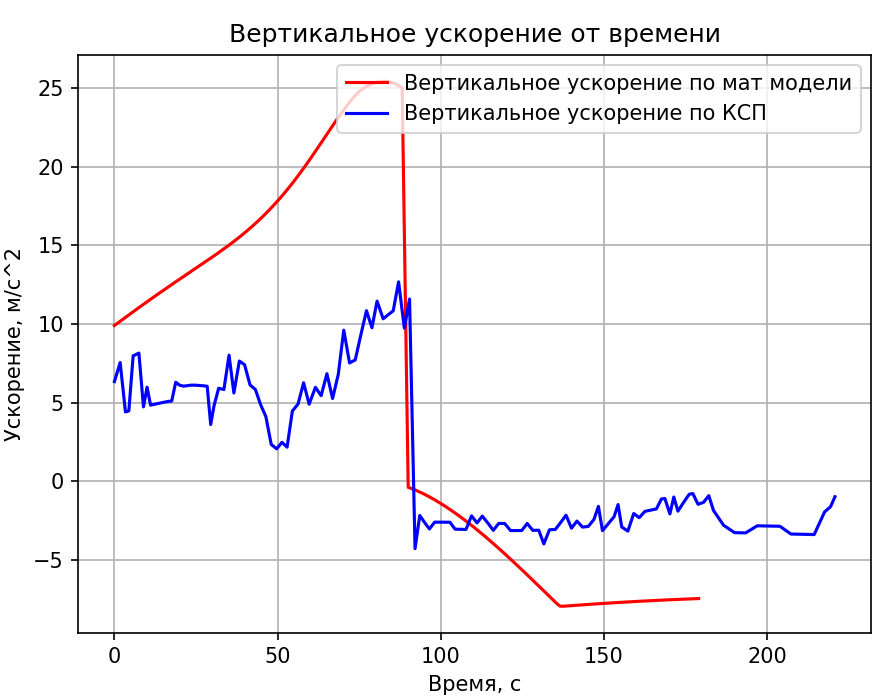 Вертикальное ускорение от времени
Вертикальное ускорение по мат модели
Вертикальное ускорение по КСП
25
20
15
10
5
0
−5
Ускорение, м/с^2
0 50 100 150 200
Время, с